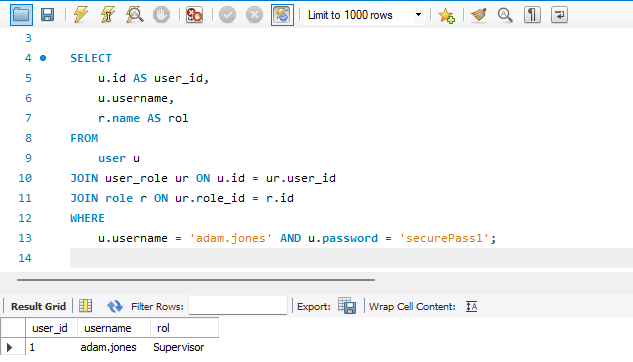 Limit to 1000 rows
3
4 SELECT
5 u.id AS user_id,
6 u.username,
7 r.name AS rol
8 FROM
9 user u
10 JOIN user_role ur ON u.id = ur.user_id
11 JOIN role r ON ur.role_id = r.id
12 WHERE
13 u.username = 'adam.jones' AND u.password = 'securePass1';
14
Result Grid Filter Rows: Export: Wrap Cell Content: IA
user_id username rol
1 adam.jones Supervisor